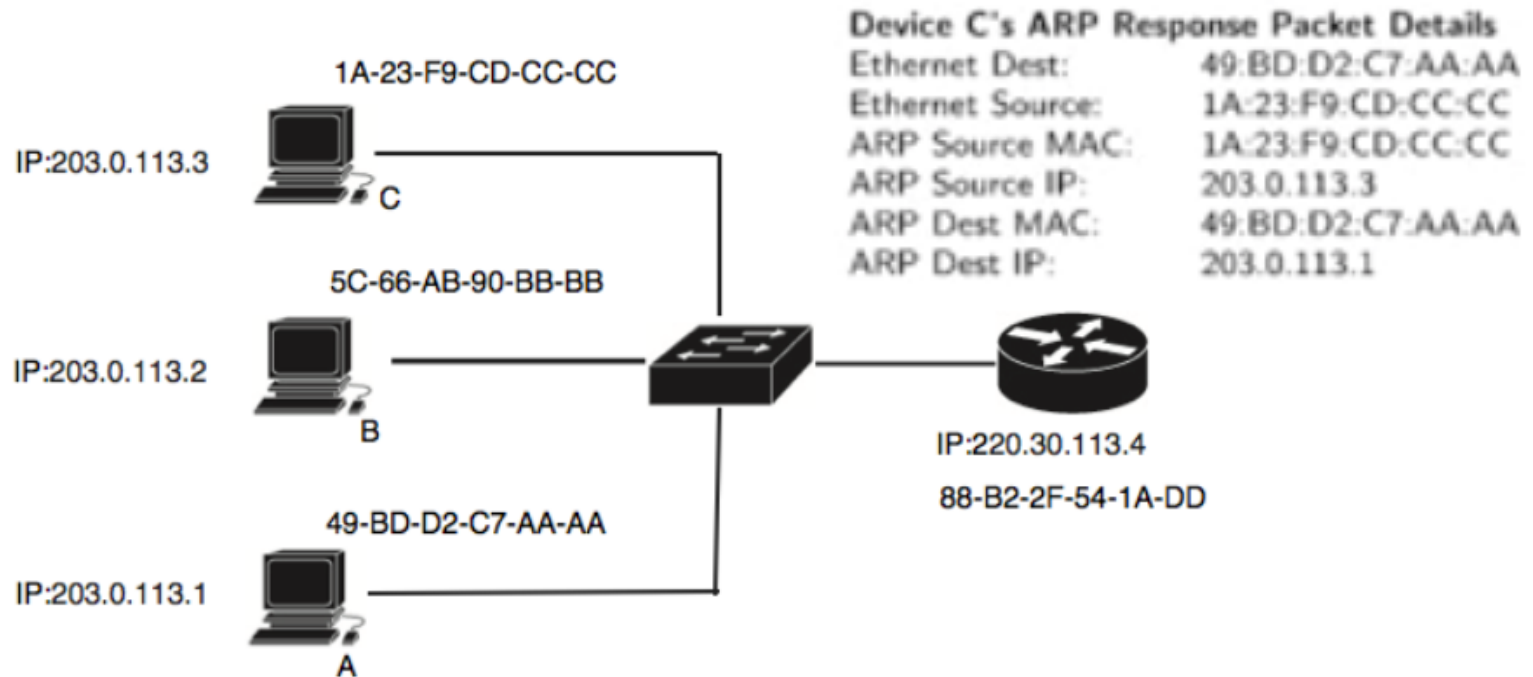 Device C's ARP Response Packet Details
Ethernet Dest: 49:BD:D2:C7:AA:AA
Ethernet Source: 1A:23:F9:CD:CC:CC
ARP Source MAC: 1A:23:F9:CD:CC:CC
ARP Source IP: 203.0.113.3
ARP Dest MAC: 49:BD:D2:C7:AA:AA
ARP Dest IP: 203.0.113.1
1A-23-F9-CD-CC-CC
IP:203.0.113.3
C
5C-66-AB-90-BB-BB
IP:203.0.113.2
B
IP:220.30.113.4
88-B2-2F-54-1A-DD
49-BD-D2-C7-AA-AA
IP:203.0.113.1
A